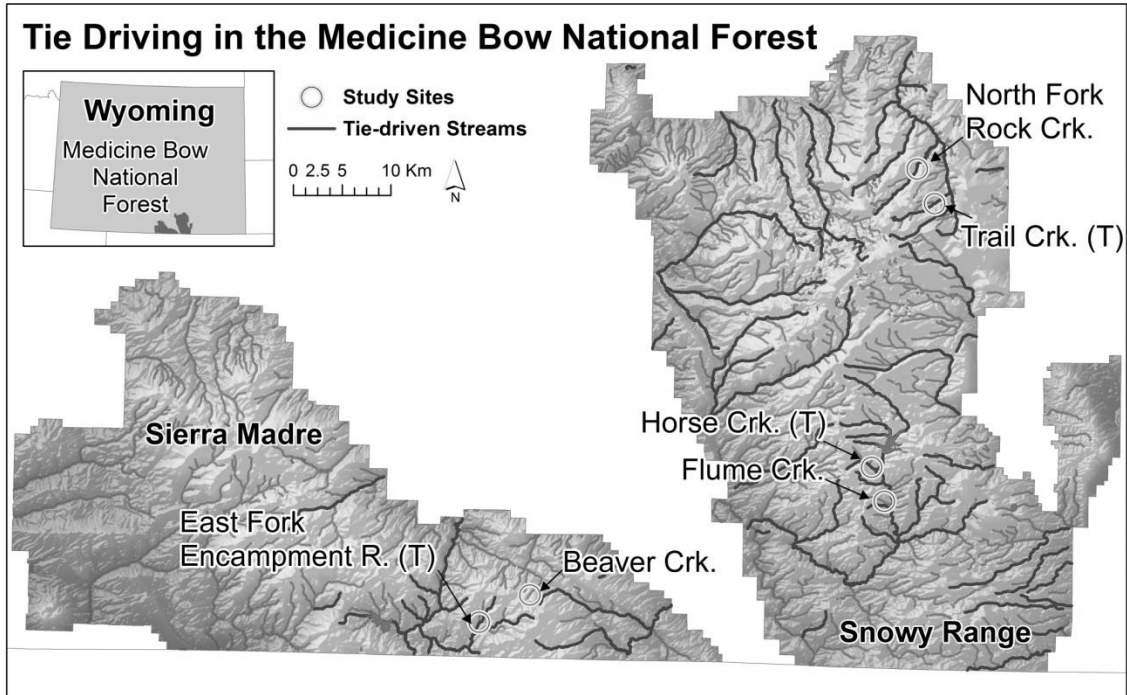 Tie Driving in the Medicine Bow National Forest
Wyoming
Medicine Bow
National
Forest
Study Sites
Tie-driven Streams
0 2.5 5 10 Km
N
North Fork
Rock Crk.
Trail Crk. (T)
Horse Crk. (T)
Flume Crk.
Sierra Madre
East Fork
Encampment R. (T)
Beaver Crk.
Snowy Range